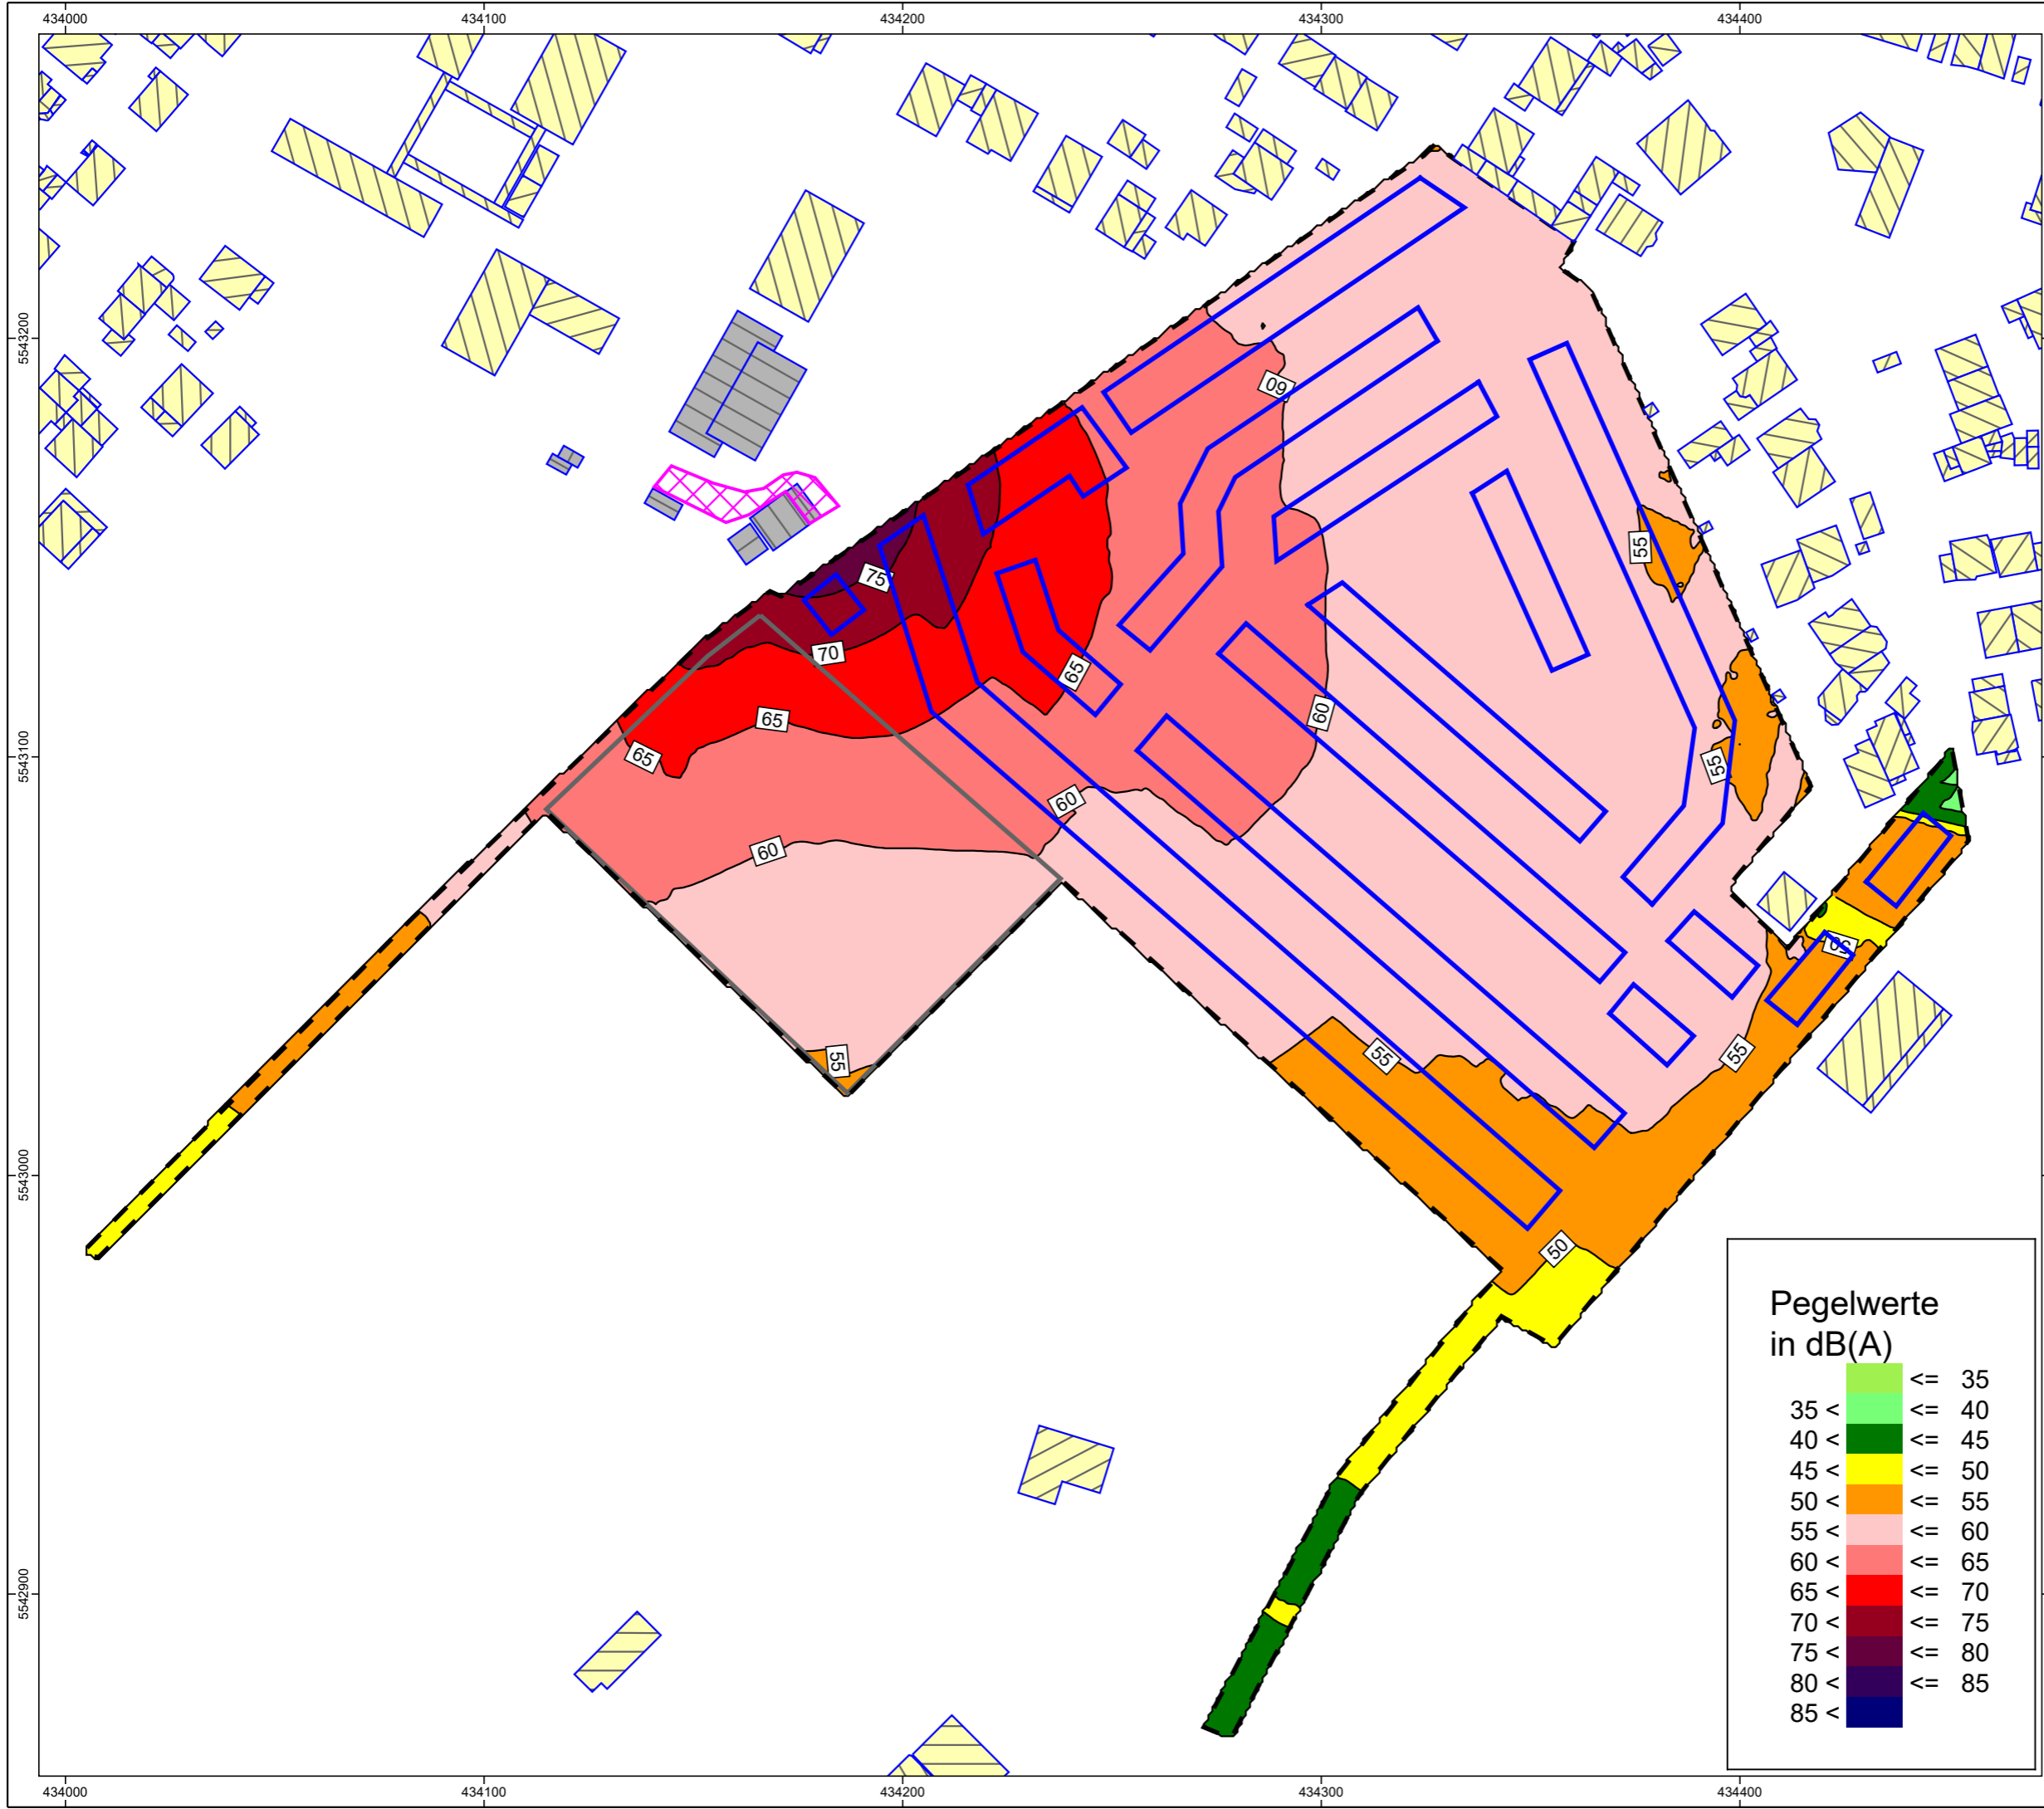 434000 434100 434200 434300 434400
5543200
60
55
75
70
65
65
65
60
5543100
55
60
60
50
55
55
55
5543000
50
Pegelwerte
in dB(A)
<= 35
35 < <= 40
40 < <= 45
45 < <= 50
50 < <= 55
55 < <= 60
60 < <= 65
65 < <= 70
70 < <= 75
75 < <= 80
80 < <= 85
85 <
5542900
434000 434100 434200 434300 434400